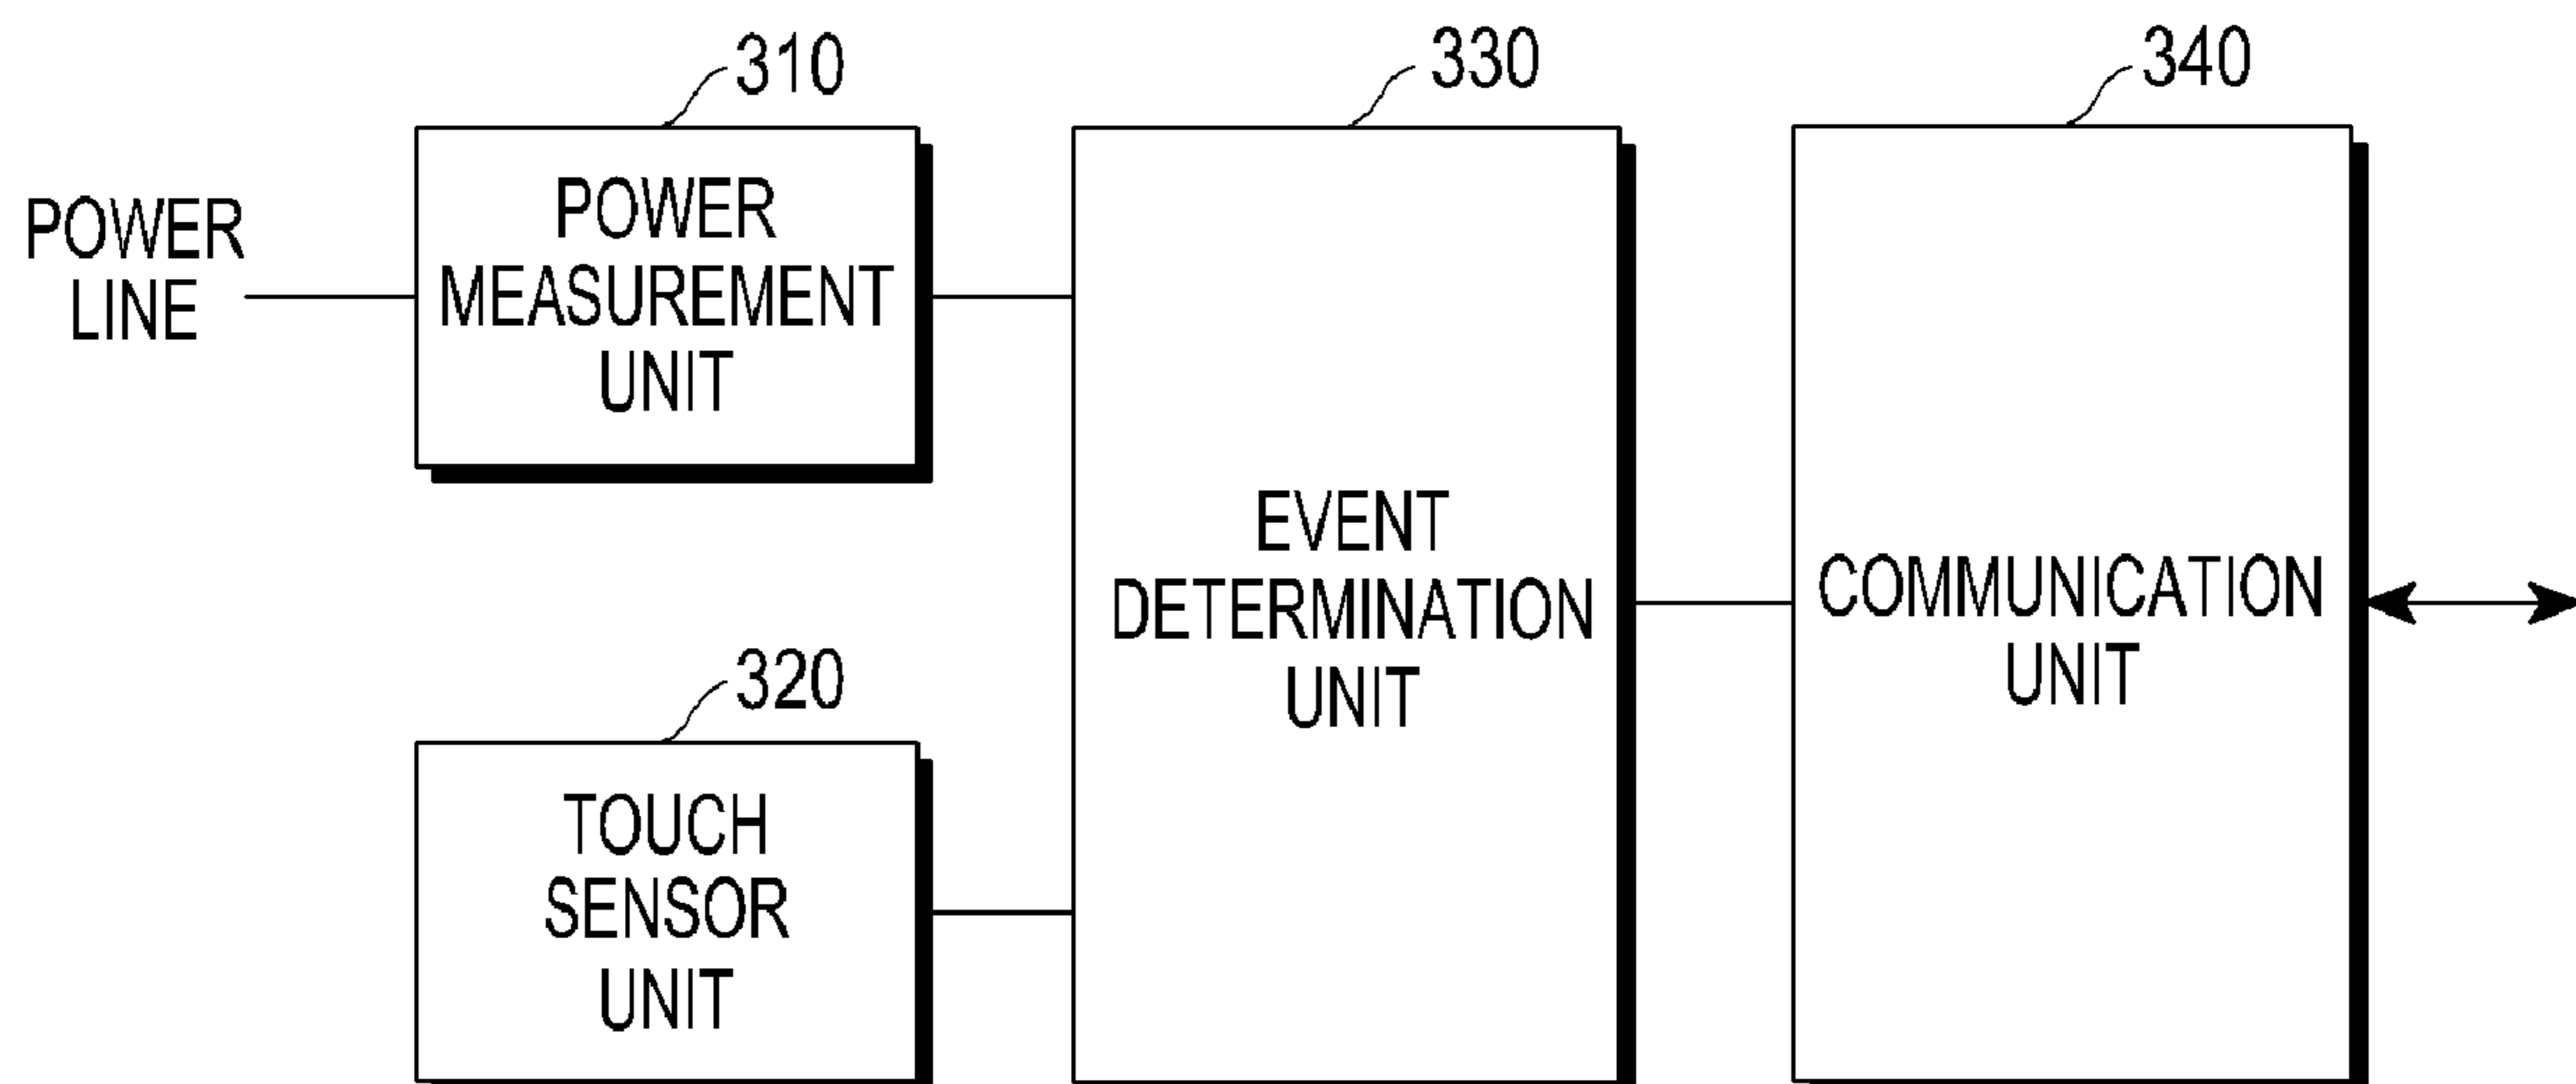 310
330
340
POWER
LINE
POWER
MEASUREMENT
UNIT
EVENT
DETERMINATION
UNIT
COMMUNICATION
UNIT
320
TOUCH
SENSOR
UNIT